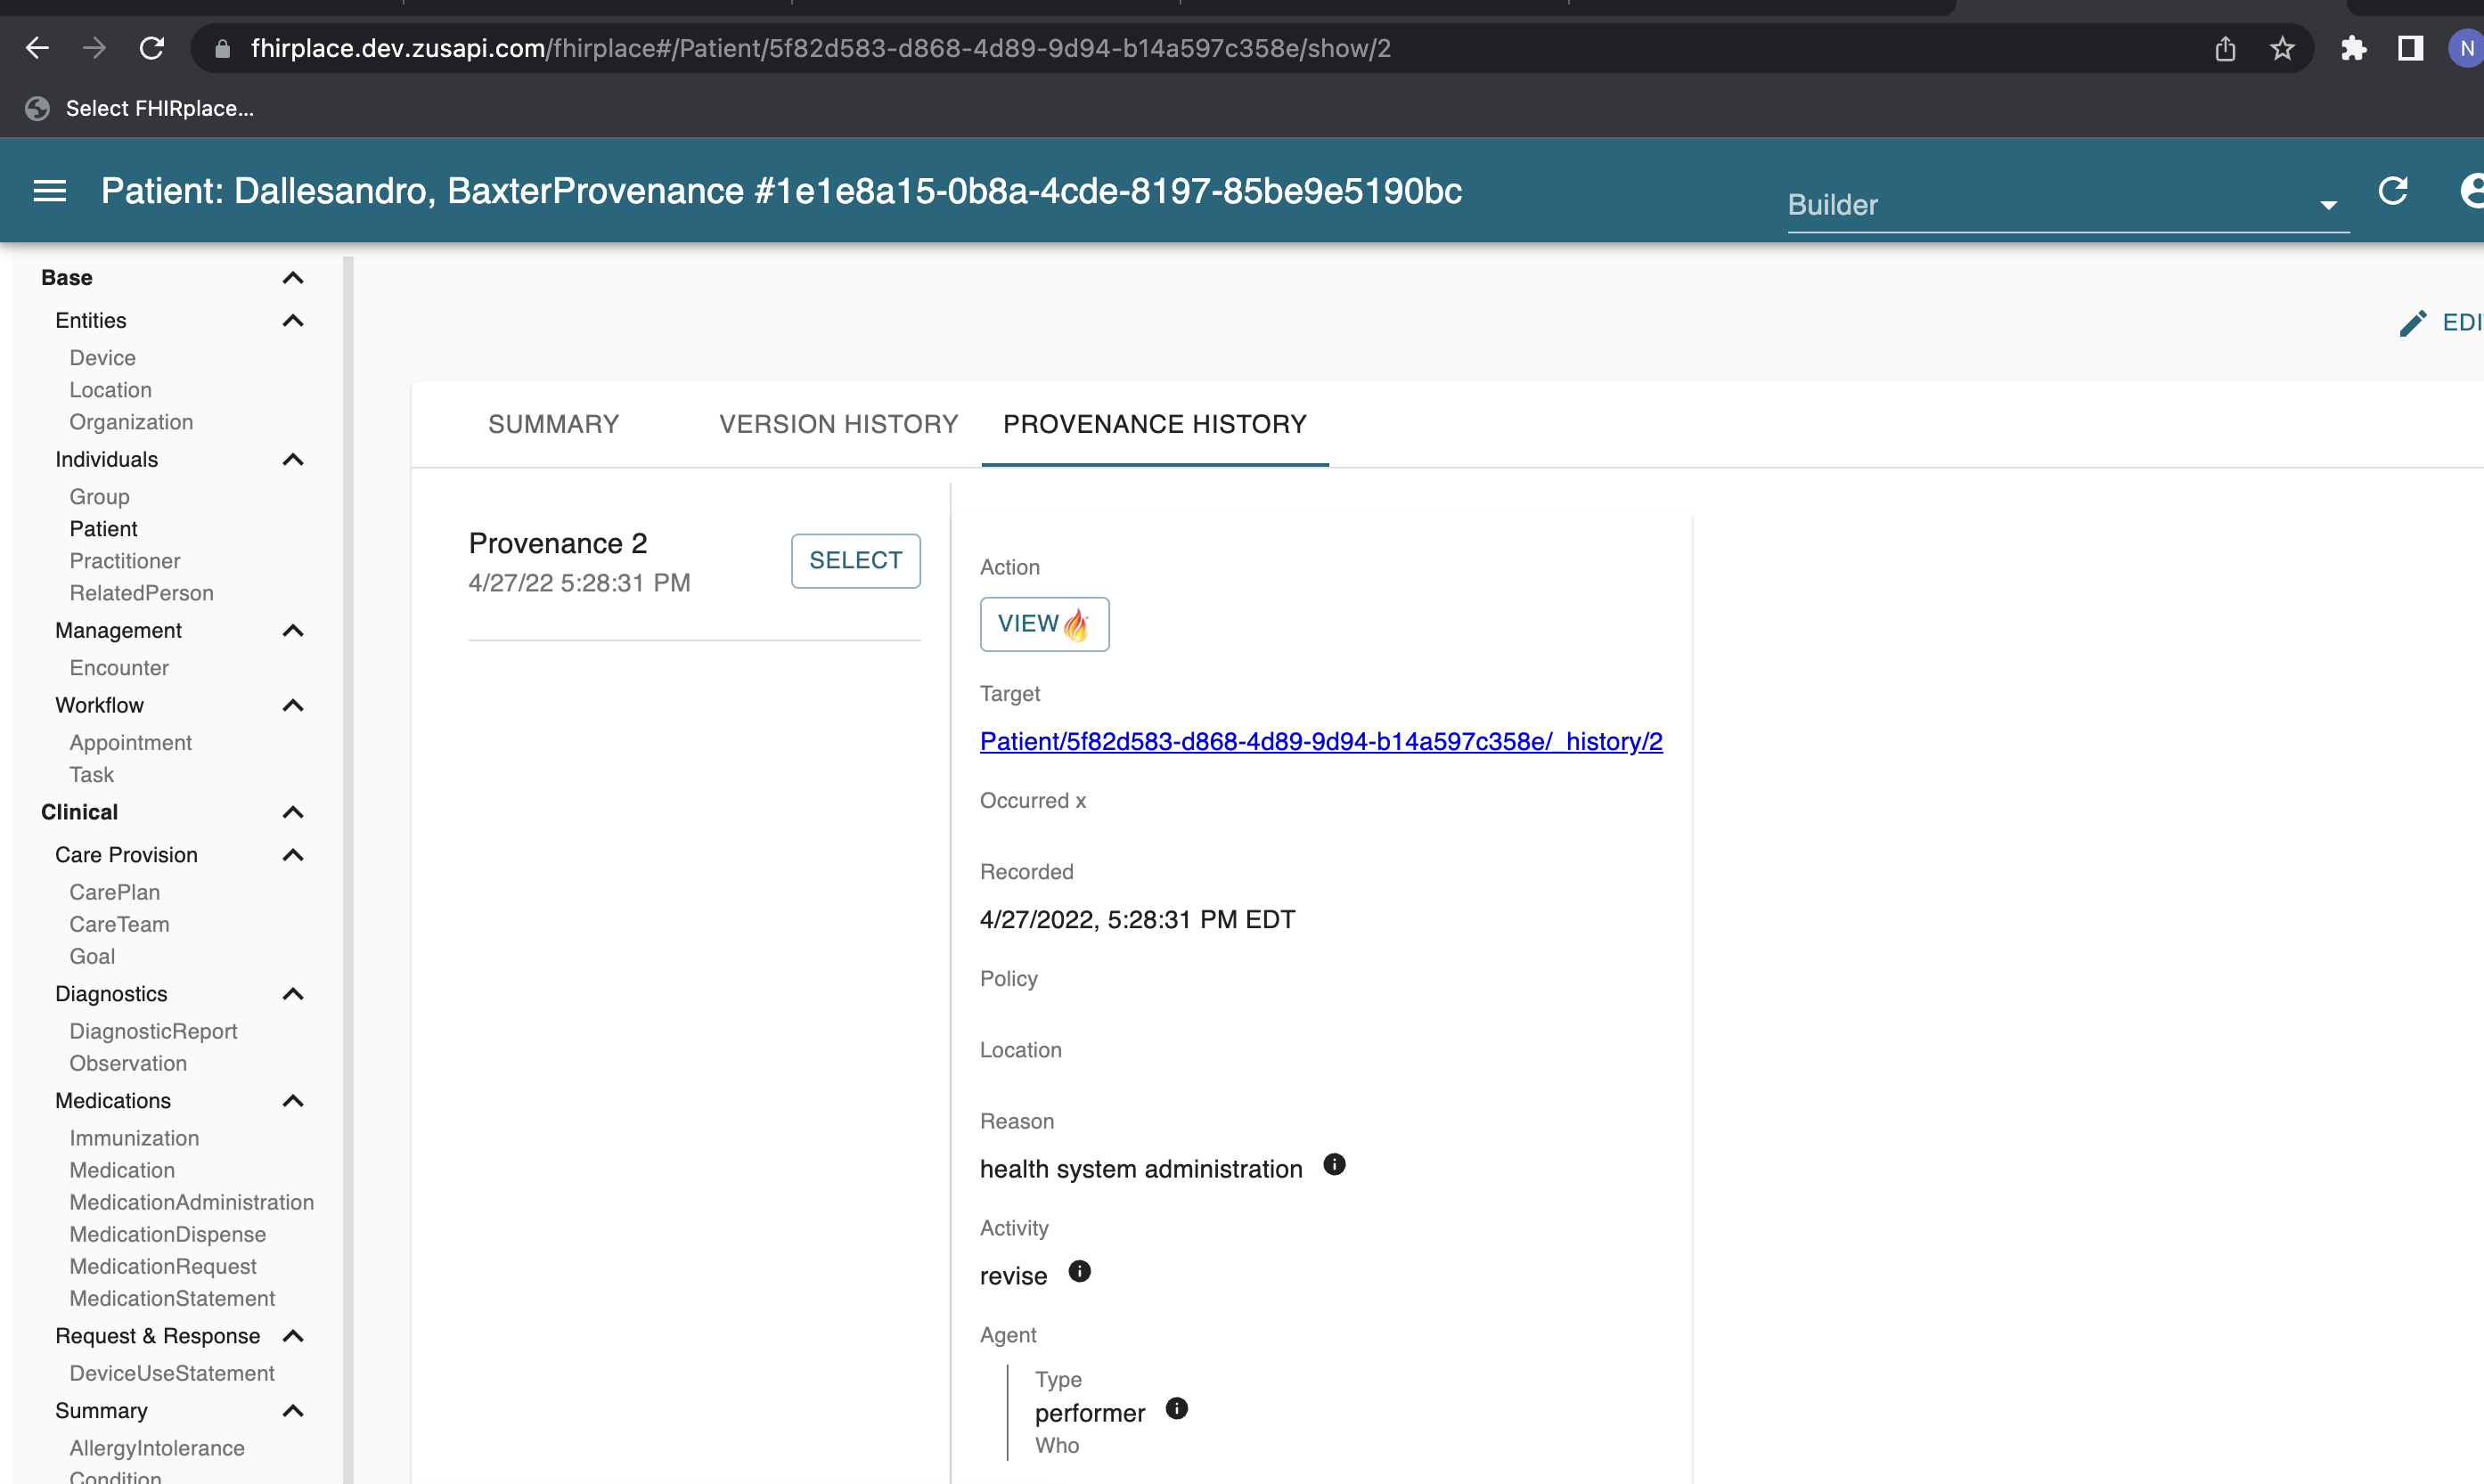 fhirplace.dev.zusapi.com/fhirplace#/Patient/5f82d583-d868-4d89-9d94-b14a597c358e/show/2
N
Select FHIRplace...
Patient: Dallesandro, BaxterProvenance #1e1e8a15-0b8a-4cde-8197-85be9e5190bc
Builder
Base
Entities
Device
Location
Organization
Individuals
Group
Patient
Practitioner
RelatedPerson
Management
Encounter
Workflow
Appointment
Task
Clinical
Care Provision
CarePlan
CareTeam
Goal
Diagnostics
DiagnosticReport
Observation
Medications
Immunization
Medication
MedicationAdministration
MedicationDispense
MedicationRequest
MedicationStatement
Request & Response
DeviceUseStatement
Summary
AllergyIntolerance
Condition
EDI
SUMMARY
VERSION HISTORY
PROVENANCE HISTORY
Provenance 2
4/27/22 5:28:31 PM
SELECT
Action
VIEW
Target
Patient/5f82d583-d868-4d89-9d94-b14a597c358e/_history/2
Occurred x
Recorded
4/27/2022, 5:28:31 PM EDT
Policy
Location
Reason
health system administration
Activity
revise
Agent
Type
performer
Who